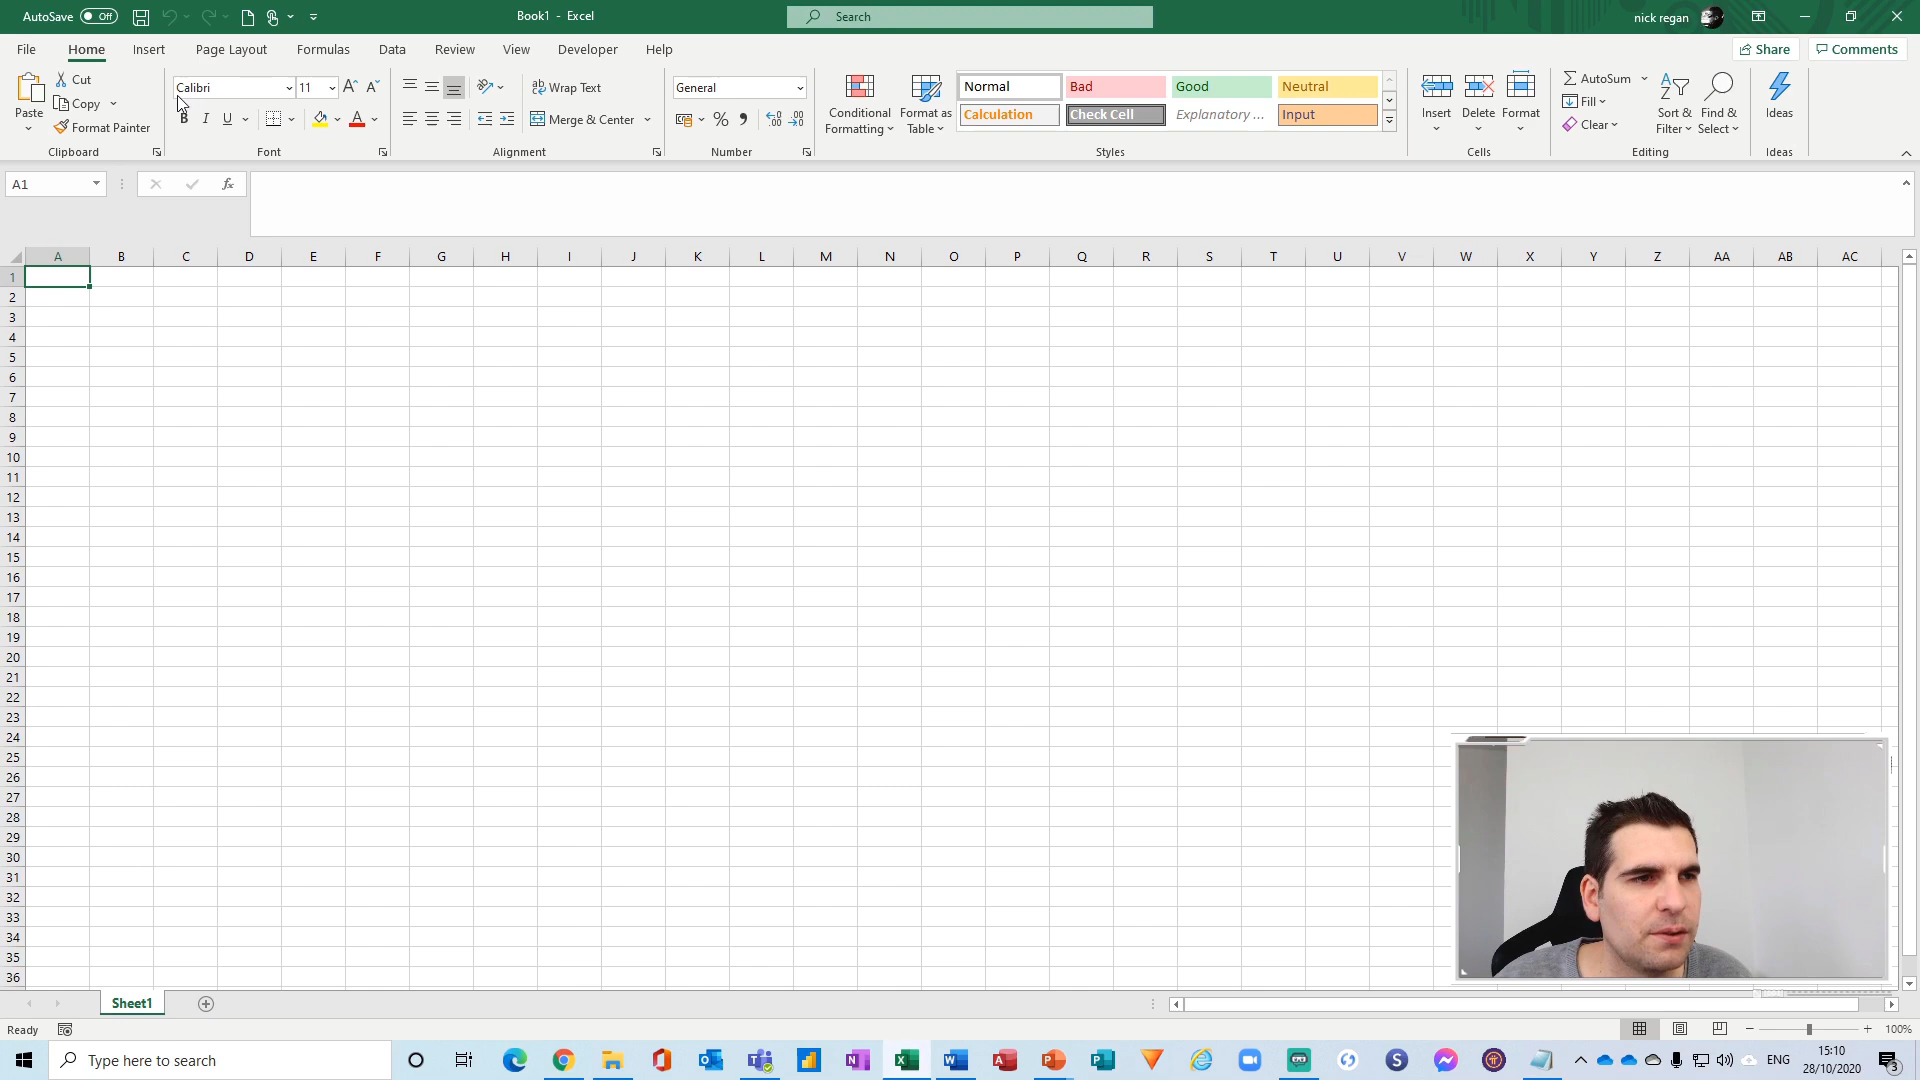 AutoSave Off Book1 - Excel Search nick regan
File Home Insert Page Layout Formulas Data Review View Developer Help Share Comments
Cut
Copy
Format Painter
Paste
Clipboard
Calibri 11
B I U
Font
Wrap Text
Merge & Center
Alignment
General
%
Number
Conditional
Formatting
Format as
Table
Normal Bad Good Neutral
Calculation Check Cell Explanatory ... Input
Styles
Insert Delete Format
Cells
AutoSum
Fill
Clear
Sort &
Filter
Find &
Select
Editing
Ideas
Ideas
A1 fx
A B C D E F G H I J K L M N O P Q R S T U V W X Y Z AA AB AC
1
2
3
4
5
6
7
8
9
10
11
12
13
14
15
16
17
18
19
20
21
22
23
24
25
26
27
28
29
30
31
32
33
34
35
36
Sheet1
Ready 100%
Type here to search ENG
15:10
28/10/2020
3